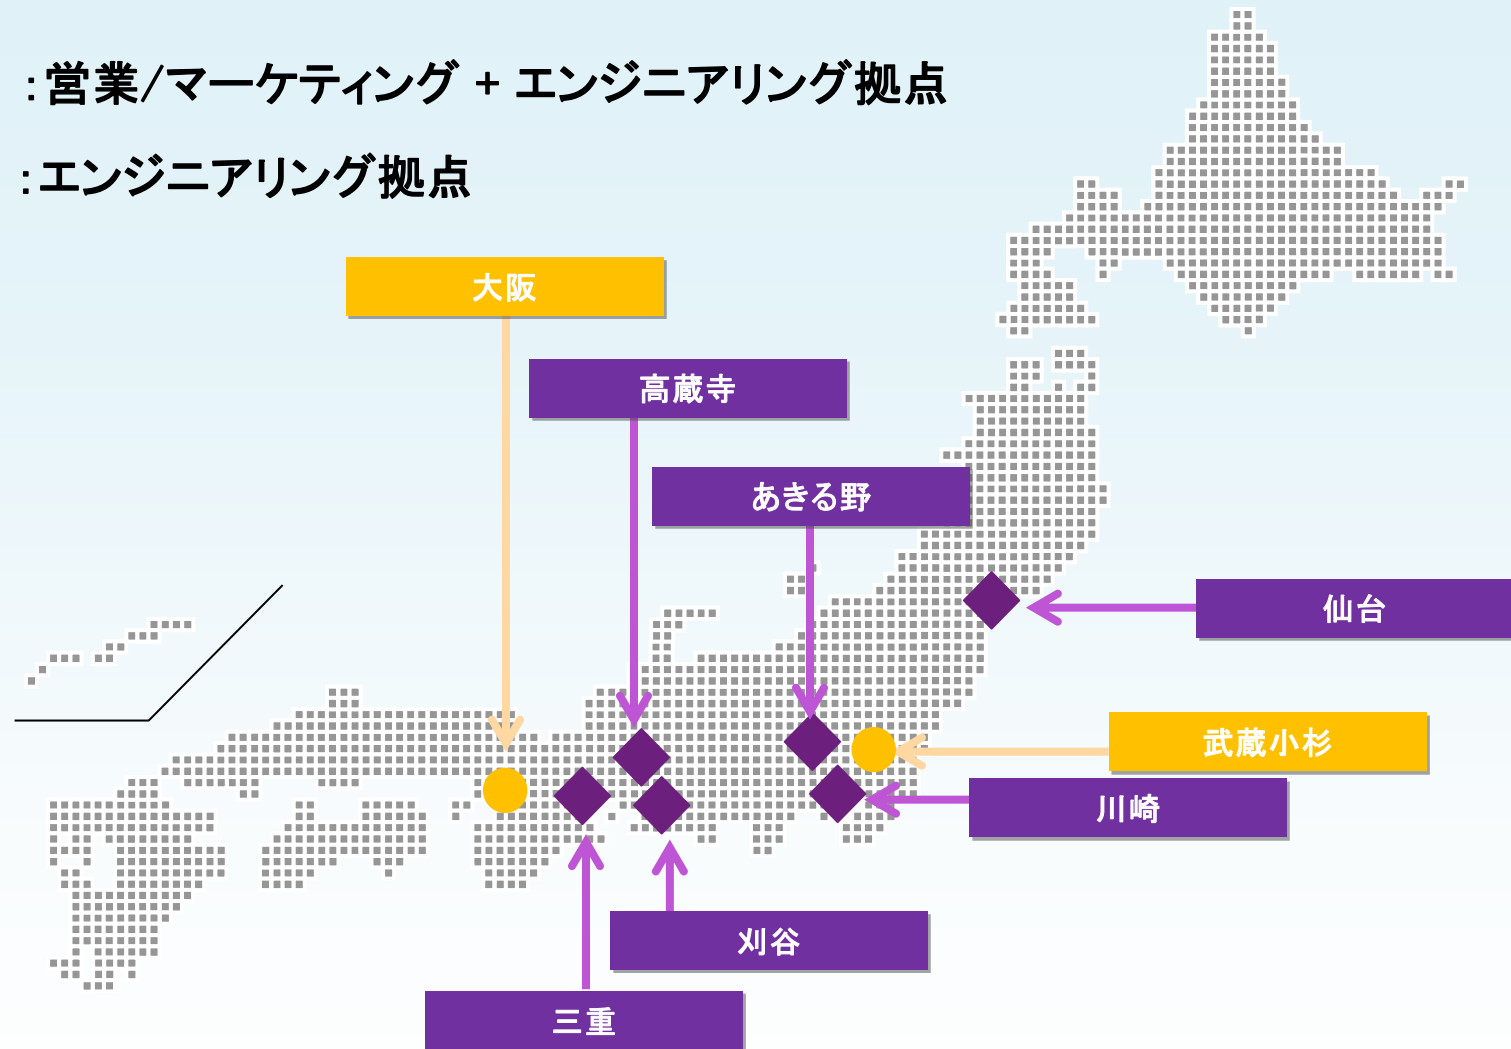 ：営業/マーケティング + エンジニアリング拠点
：エンジニアリング拠点
大阪
高蔵寺
あきる野
仙台
武蔵小杉
川崎
刈谷
三重